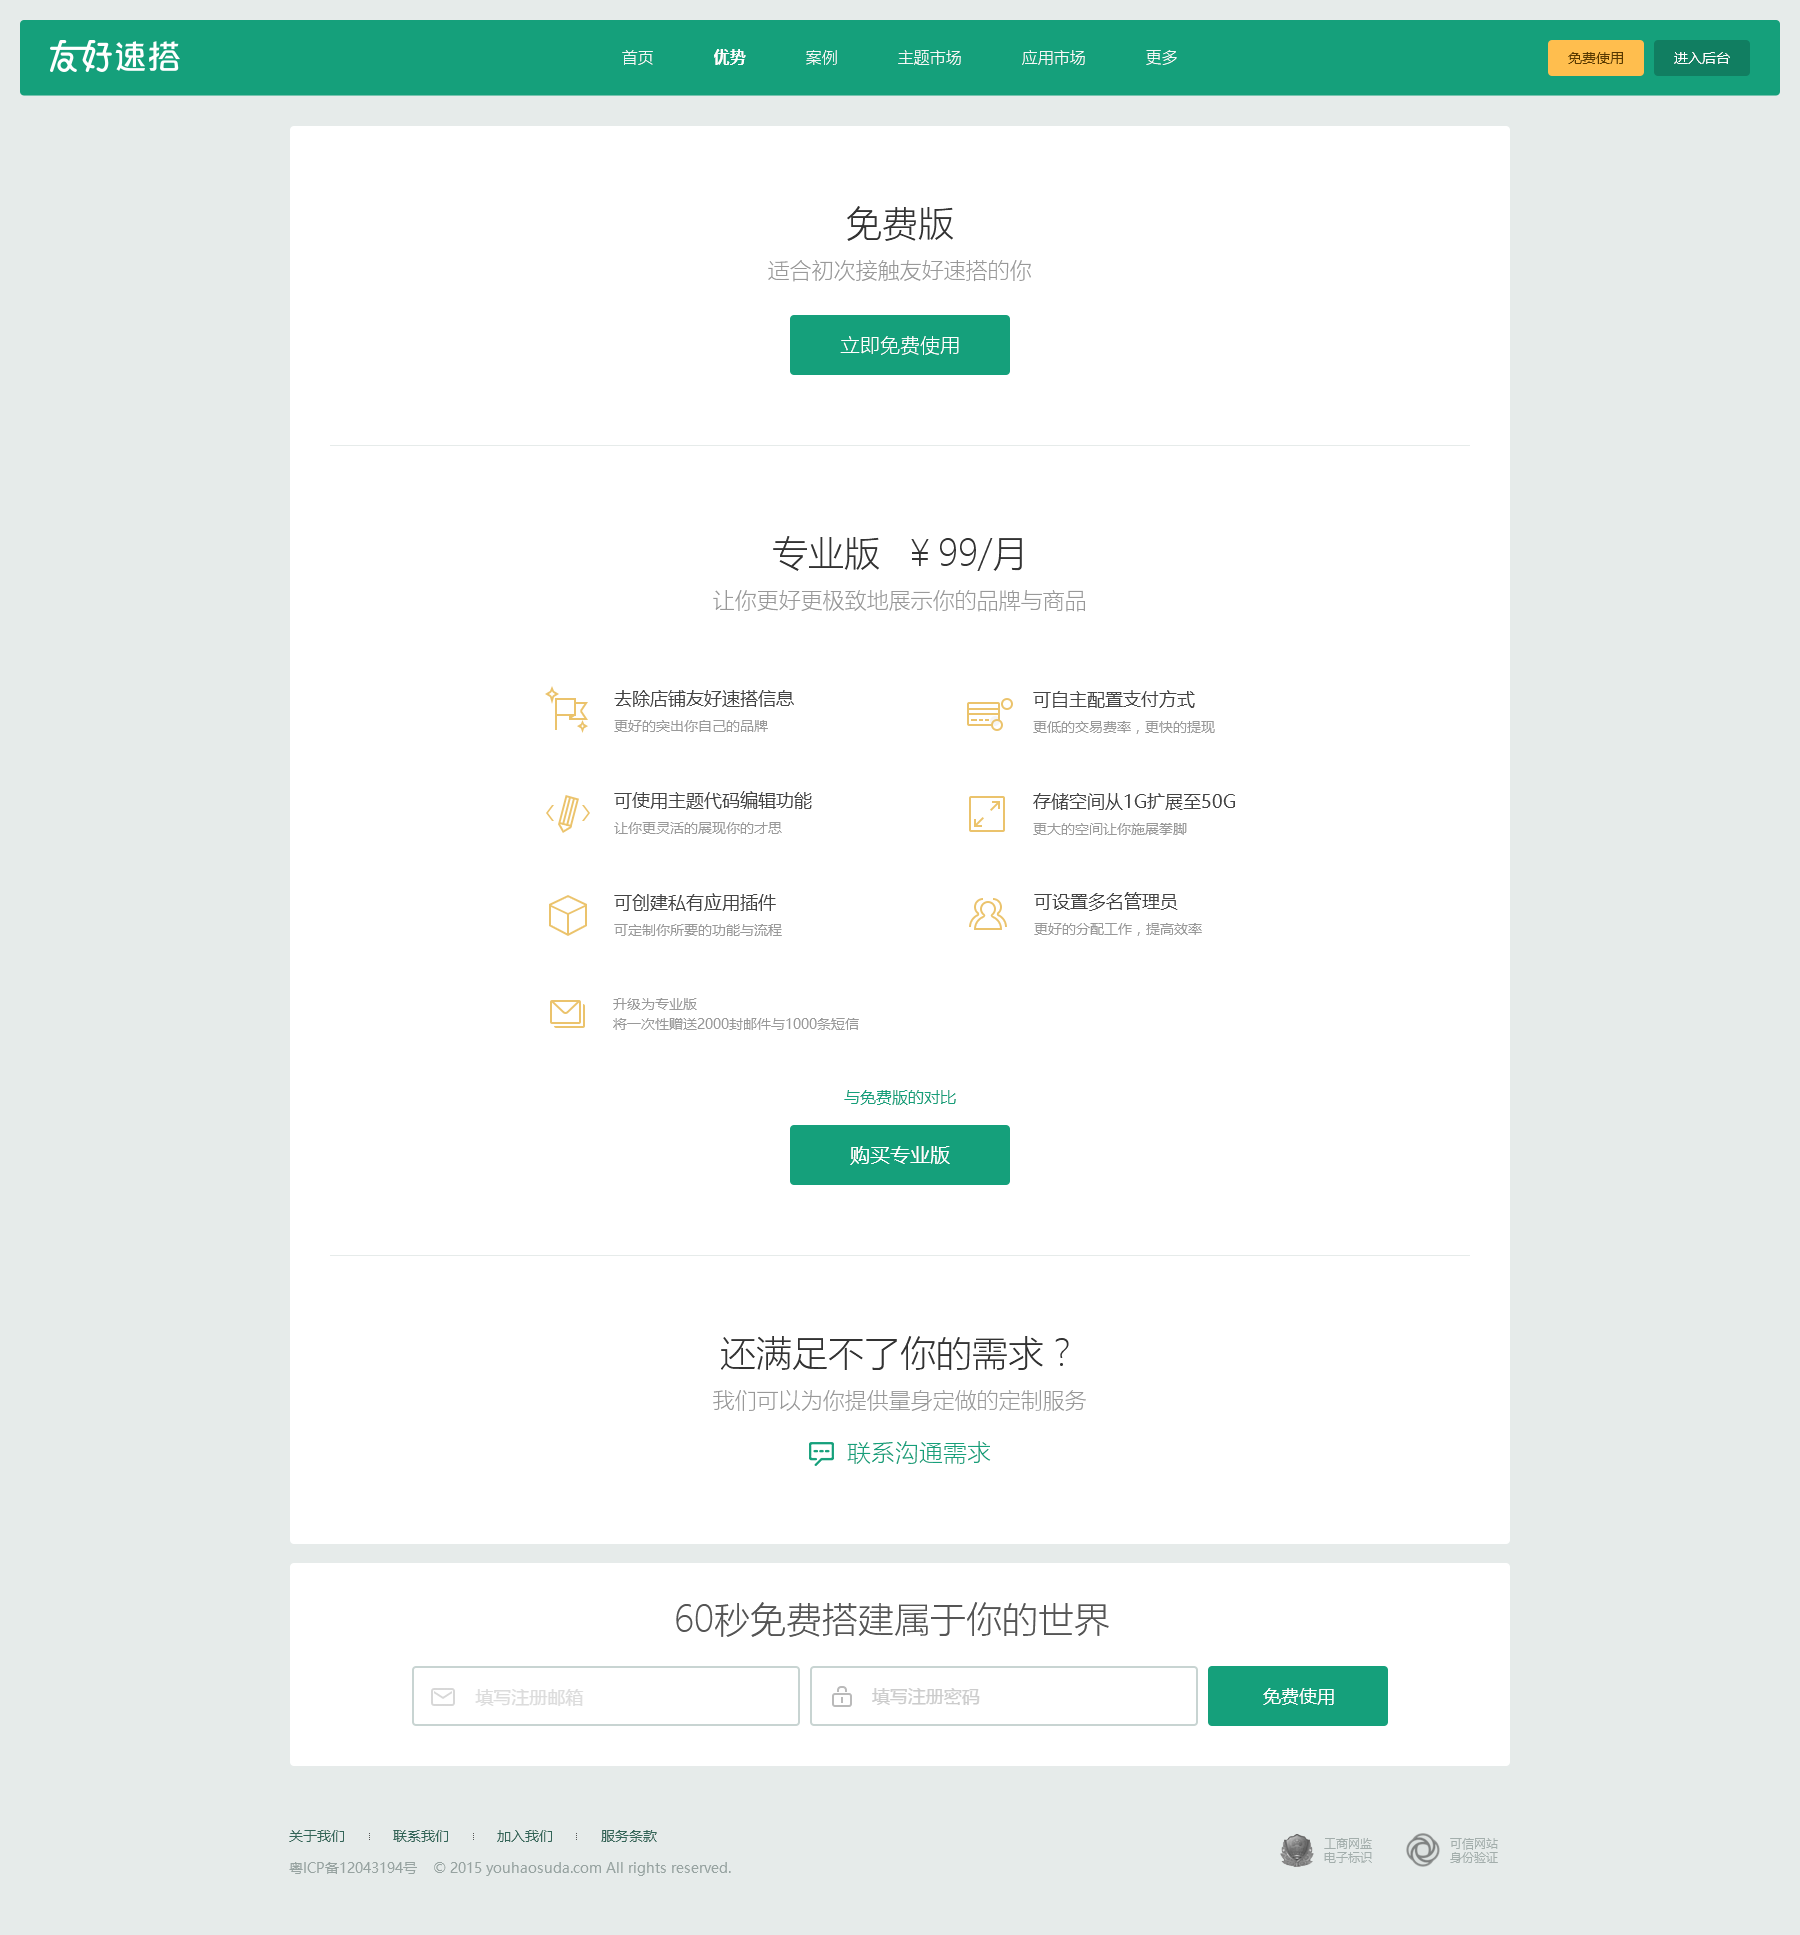 友好速搭
首页 优势 案例 主题市场 应用市场 更多
免费使用 进入后台
免费版
适合初次接触友好速搭的你
立即免费使用
专业版 ￥99/月
让你更好更极致地展示你的品牌与商品
去除店铺友好速搭信息
更好的突出你自己的品牌
可自主配置支付方式
更低的交易费率，更快的提现
可使用主题代码编辑功能
让你更灵活的展现你的才思
存储空间从1G扩展至50G
更大的空间让你施展拳脚
可创建私有应用插件
可定制你所要的功能与流程
可设置多名管理员
更好的分配工作，提高效率
升级为专业版
将一次性赠送2000封邮件与1000条短信
与免费版的对比
购买专业版
还满足不了你的需求？
我们可以为你提供量身定做的定制服务
联系沟通需求
60秒免费搭建属于你的世界
填写注册邮箱 填写注册密码 免费使用
关于我们 联系我们 加入我们 服务条款
粤ICP备12043194号 © 2015 youhaosuda.com All rights reserved.
工商网监
电子标识
可信网站
身份验证